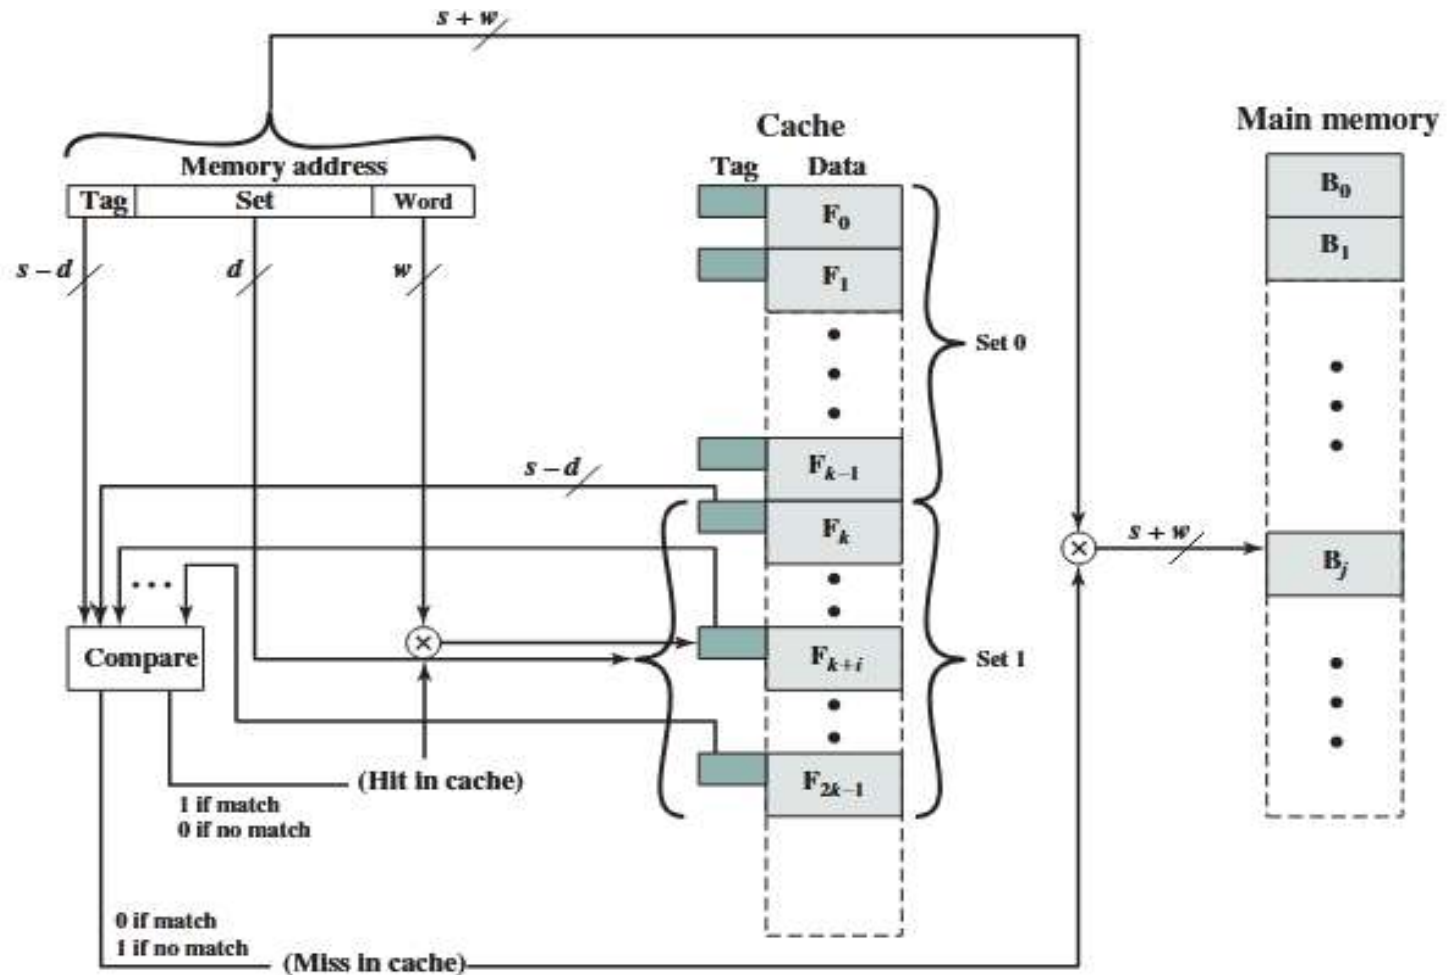 s + w
Cache
Main memory
Memory address
Tag Data
Tag Set Word
B0
F0
B1
s – d d w
F1
Set 0
s – d
Fk–1
Fk
s + w
Bj
Compare
Fk+i
Set 1
F2k–1
(Hit in cache)
1 if match
0 if no match
0 if match
1 if no match
(Miss in cache)